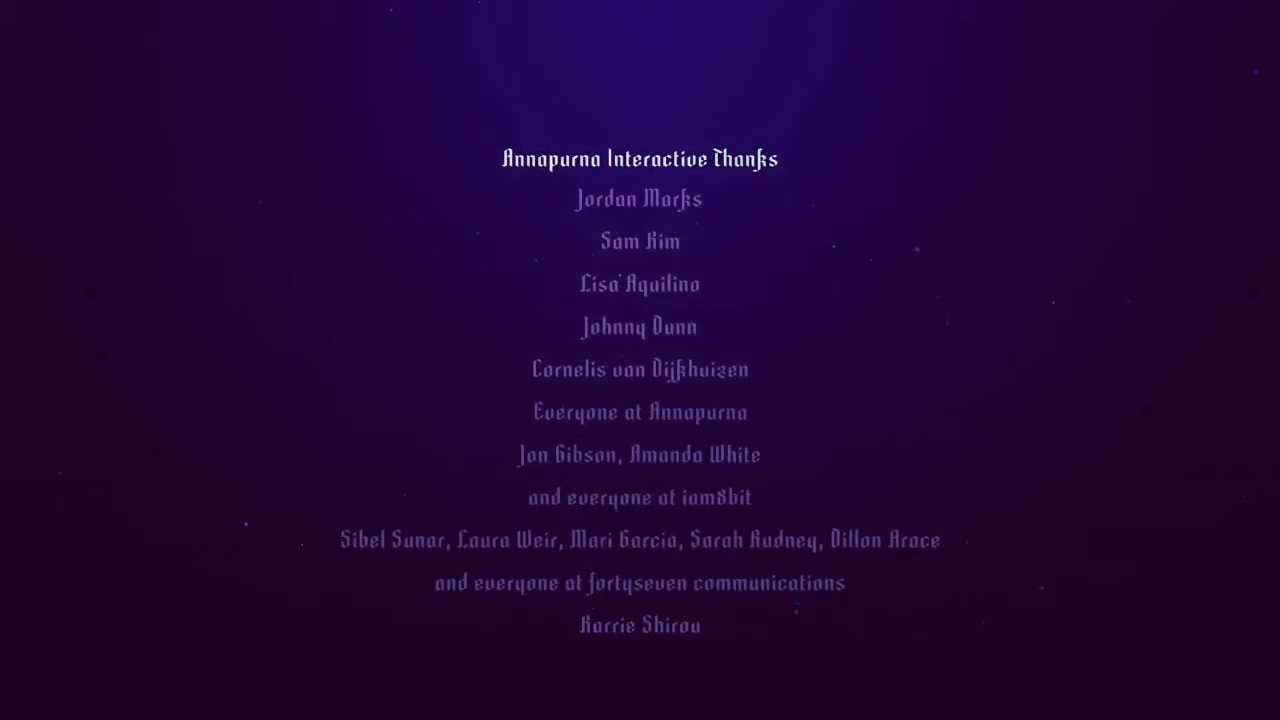 Annapurna Interactive Thanks
Jordan Marks
Sam Kim
Lisa Aquilino
Johnny Dunn
Cornelis van Dijkhuizen
Everyone at Annapurna
Jon Gibson, Amanda White
and everyone at iam8bit
Sibel Sunar, Laura Weir, Mari Garcia, Sarah Rudney, Dillon Arace
and everyone at fortyseven communications
Karrie Shirou